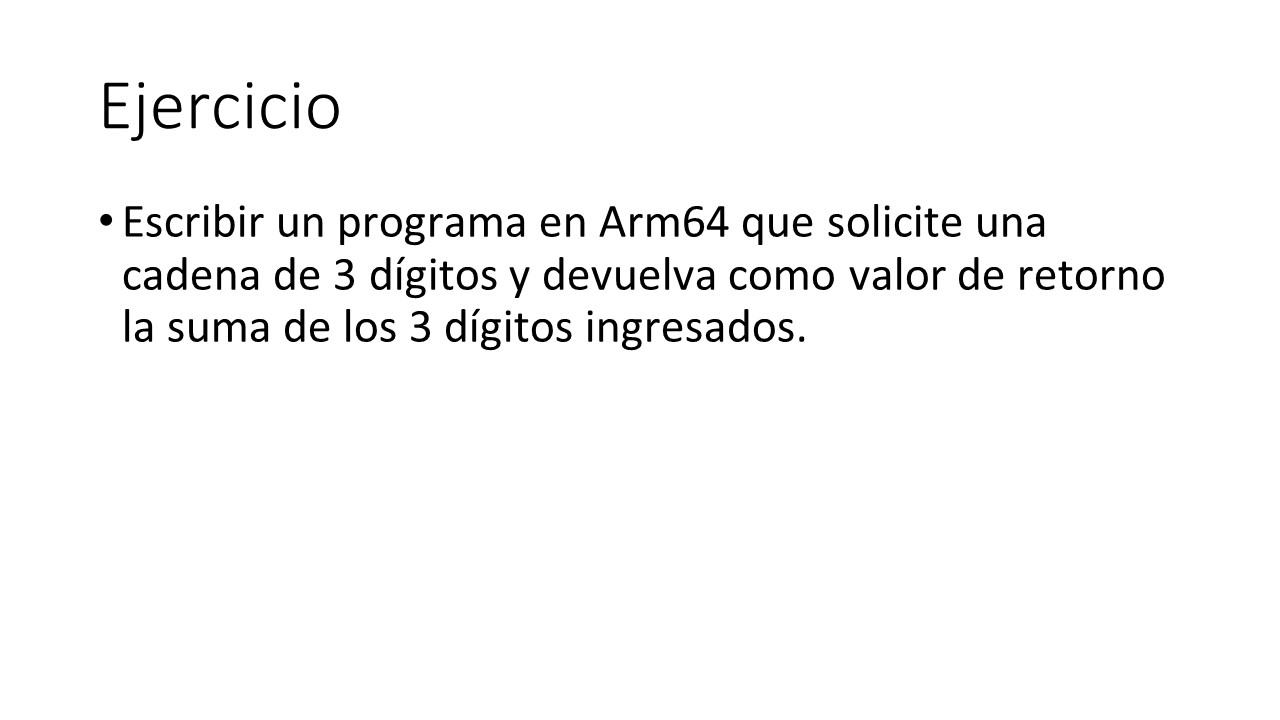 Ejercicio
• Escribir un programa en Arm64 que solicite una
cadena de 3 dígitos y devuelva como valor de retorno
la suma de los 3 dígitos ingresados.